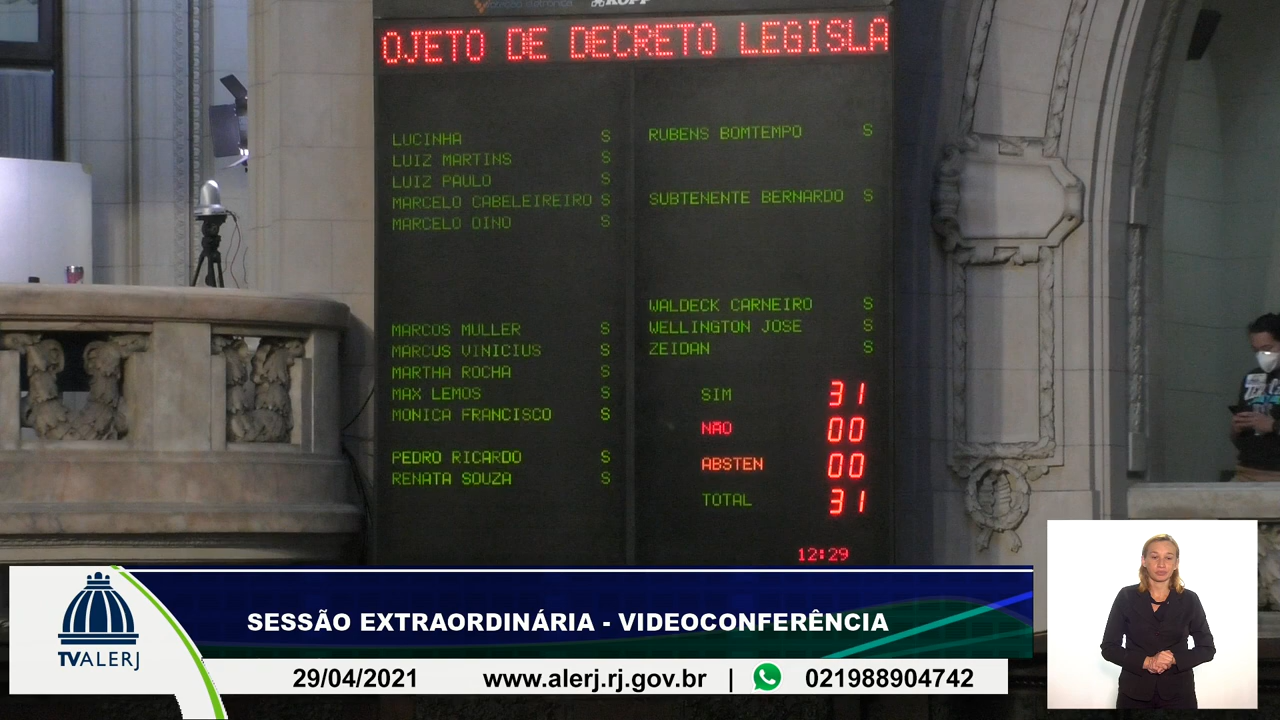 votação eletrônica KOPP
OJETO DE DECRETO LEGISLA
LUCINHA S
LUIZ MARTINS S
LUIZ PAULO S
MARCELO CABELEIREIRO S
MARCELO DINO S
MARCOS MULLER S
MARCUS VINICIUS S
MARTHA ROCHA S
MAX LEMOS S
MONICA FRANCISCO S
PEDRO RICARDO S
RENATA SOUZA S
RUBENS BOMTEMPO S
SUBTENENTE BERNARDO S
WALDECK CARNEIRO S
WELLINGTON JOSE S
ZEIDAN S
SIM 31
NÃO 00
ABSTEN 00
TOTAL 31
12:29
SESSÃO EXTRAORDINÁRIA - VIDEOCONFERÊNCIA
TVALERJ
29/04/2021 www.alerj.rj.gov.br | 021988904742